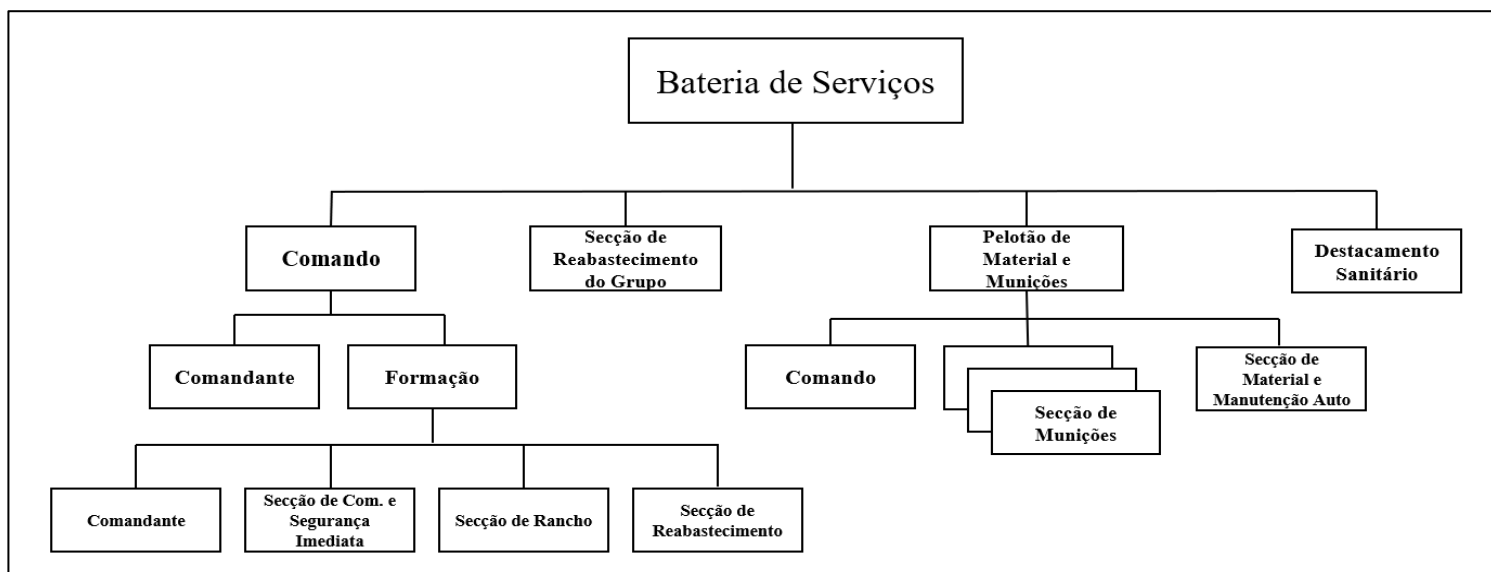 Bateria de Serviços
Comando
Secção de
Reabastecimento
do Grupo
Pelotão de
Material e
Munições
Destacamento
Sanitário
Comandante
Formação
Comando
Secção de
Munições
Secção de
Material e
Manutenção Auto
Comandante
Secção de Com. e
Segurança
Imediata
Secção de Rancho
Secção de
Reabastecimento